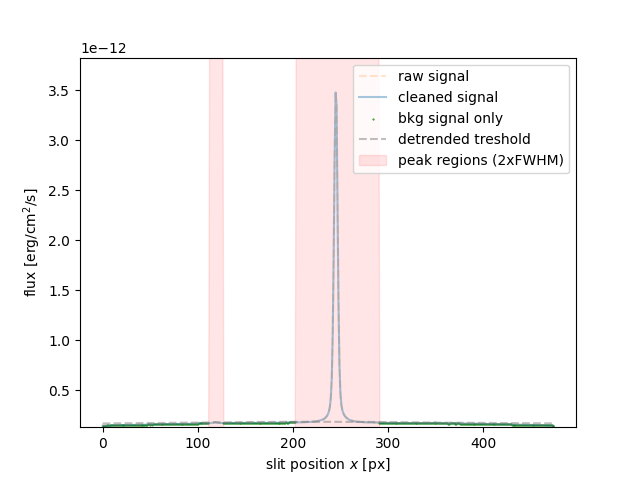 1e−12
raw signal
cleaned signal
bkg signal only
detrended treshold
peak regions (2xFWHM)
3.5
3.0
2.5
2.0
1.5
1.0
0.5
flux [erg/cm²/s]
0 100 200 300 400
slit position x [px]